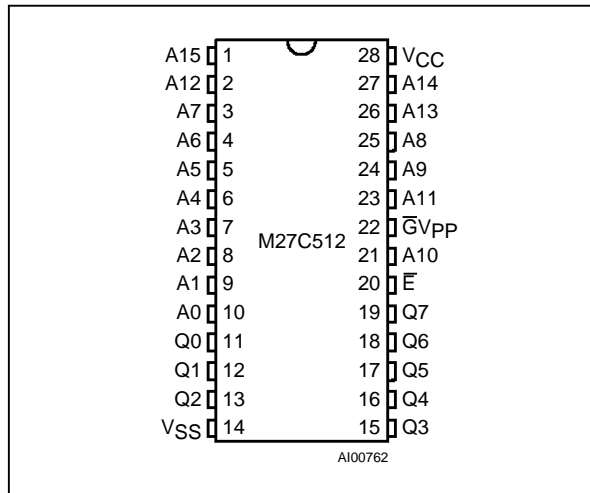 A15 1 28 VCC
A12 2 27 A14
A7 3 26 A13
A6 4 25 A8
A5 5 24 A9
A4 6 23 A11
A3 7 22 G̅VPP
M27C512
A2 8 21 A10
A1 9 20 E̅
A0 10 19 Q7
Q0 11 18 Q6
Q1 12 17 Q5
Q2 13 16 Q4
VSS 14 15 Q3
AI00762